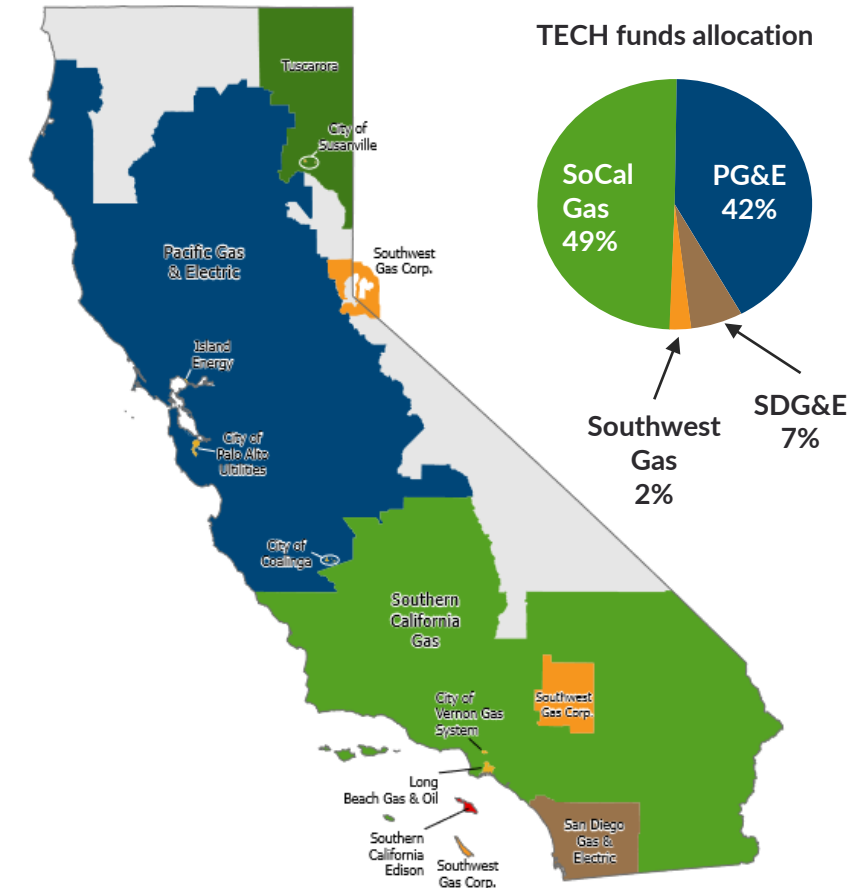 TECH funds allocation
SoCal
Gas
49%
PG&E
42%
Southwest
Gas
2%
SDG&E
7%
Tuscarora
City of
Susanville
Pacific Gas
& Electric
Southwest
Gas Corp.
Island
Energy
City of
Palo Alto
Ultilities
City of
Coalinga
Southern
California
Gas
Southwest
Gas Corp.
City of
Vernon Gas
System
Long
Beach Gas & Oil
Southern
California
Edison
Southwest
Gas Corp.
San Diego
Gas &
Electric